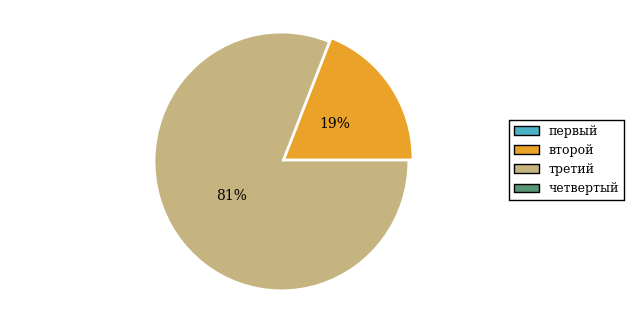 19%
81%
первый
второй
третий
четвертый